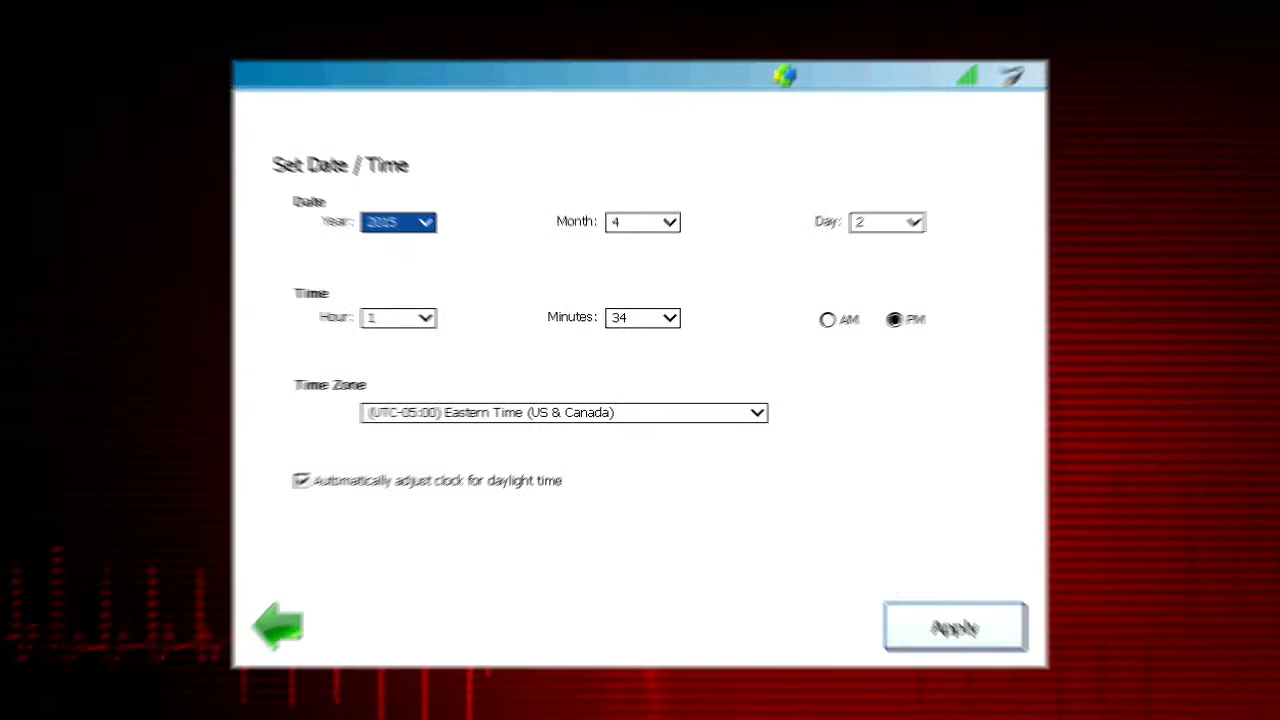 Set Date / Time
Date
Year: 2015 Month: 4 Day: 2
Time
Hour: 1 Minutes: 34 AM PM
Time Zone
(UTC-05:00) Eastern Time (US & Canada)
Automatically adjust clock for daylight time
Apply